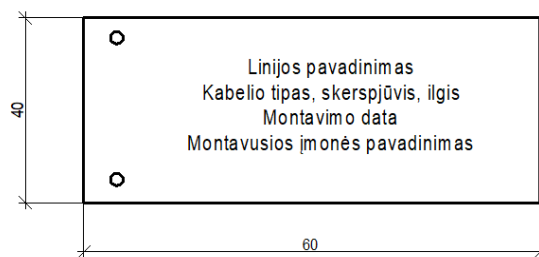 Linijos pavadinimas
Kabelio tipas, skerspjūvis, ilgis
Montavimo data
Montavusios įmonės pavadinimas
40
60